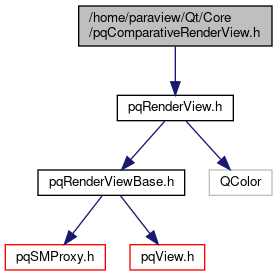 /home/paraview/Qt/Core
/pqComparativeRenderView.h
pqRenderView.h
pqRenderViewBase.h
QColor
pqSMProxy.h
pqView.h